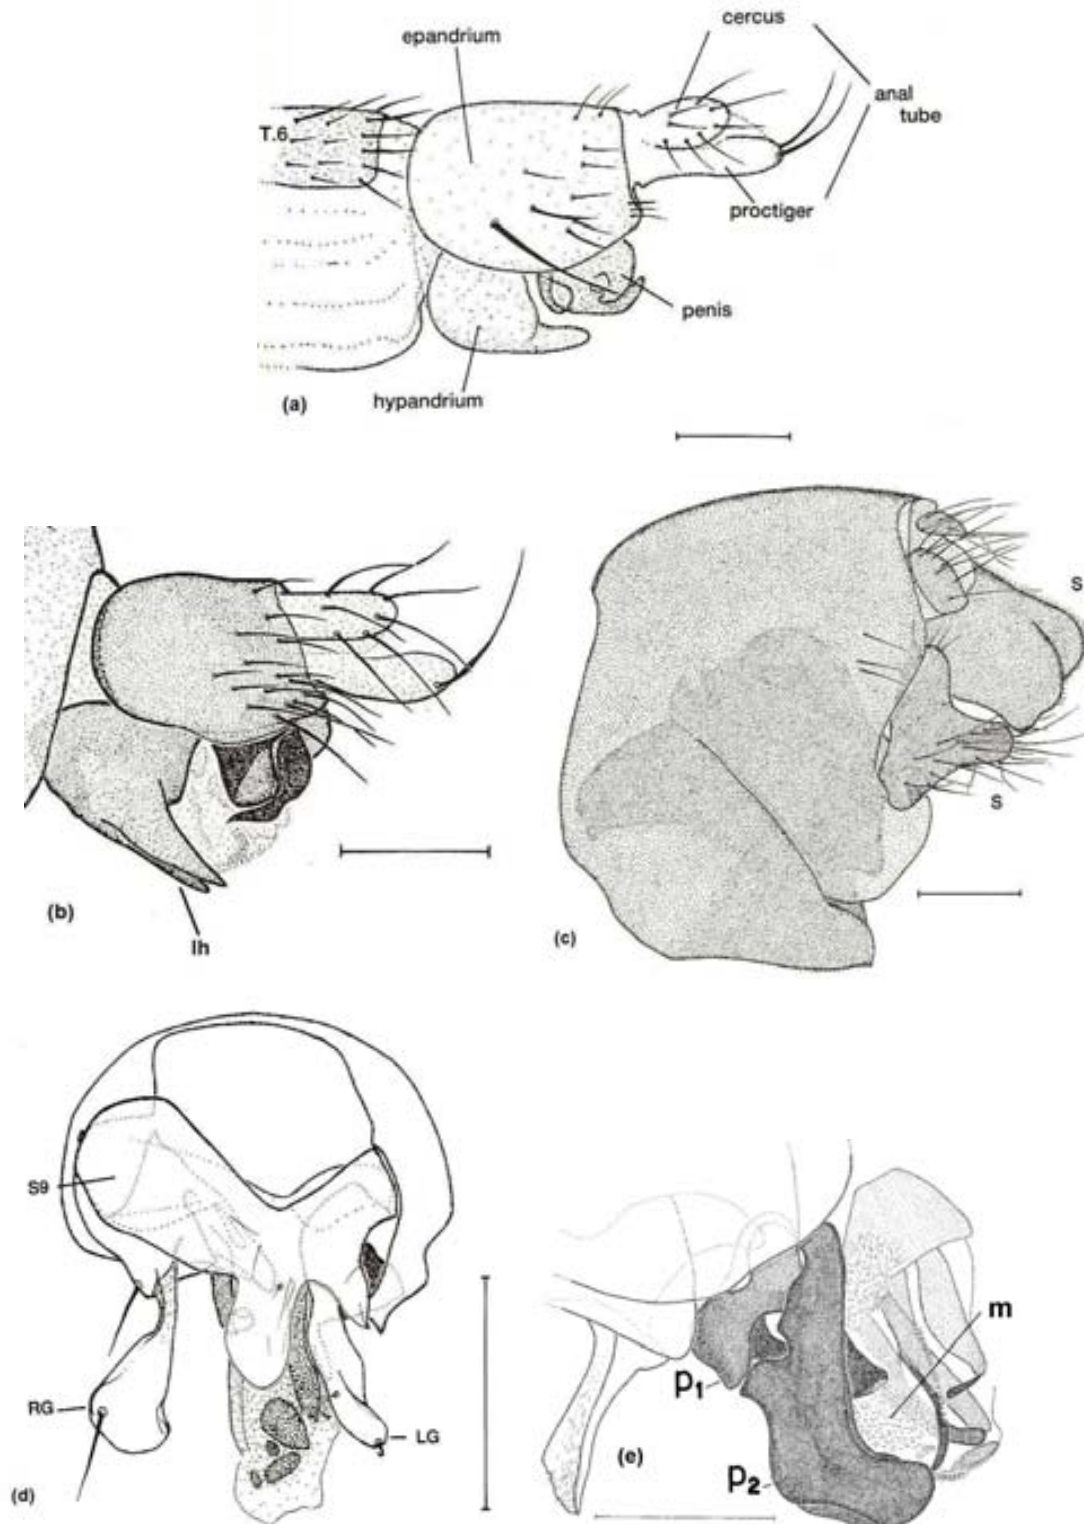 cercus
epandrium
anal
tube
T.6
proctiger
penis
hypandrium
(a)
S
S
(b)
lh
(c)
S9
RG
LG
(d)
m
p1
(e)
p2